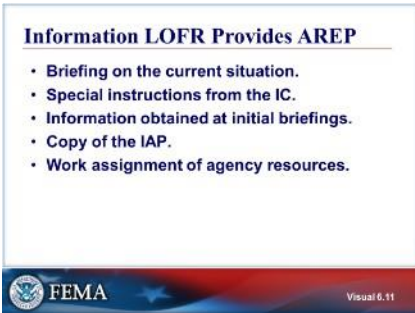 Information LOFR Provides AREP
• Briefing on the current situation.
• Special instructions from the IC.
• Information obtained at initial briefings.
• Copy of the IAP.
• Work assignment of agency resources.
FEMA
Visual 6.11